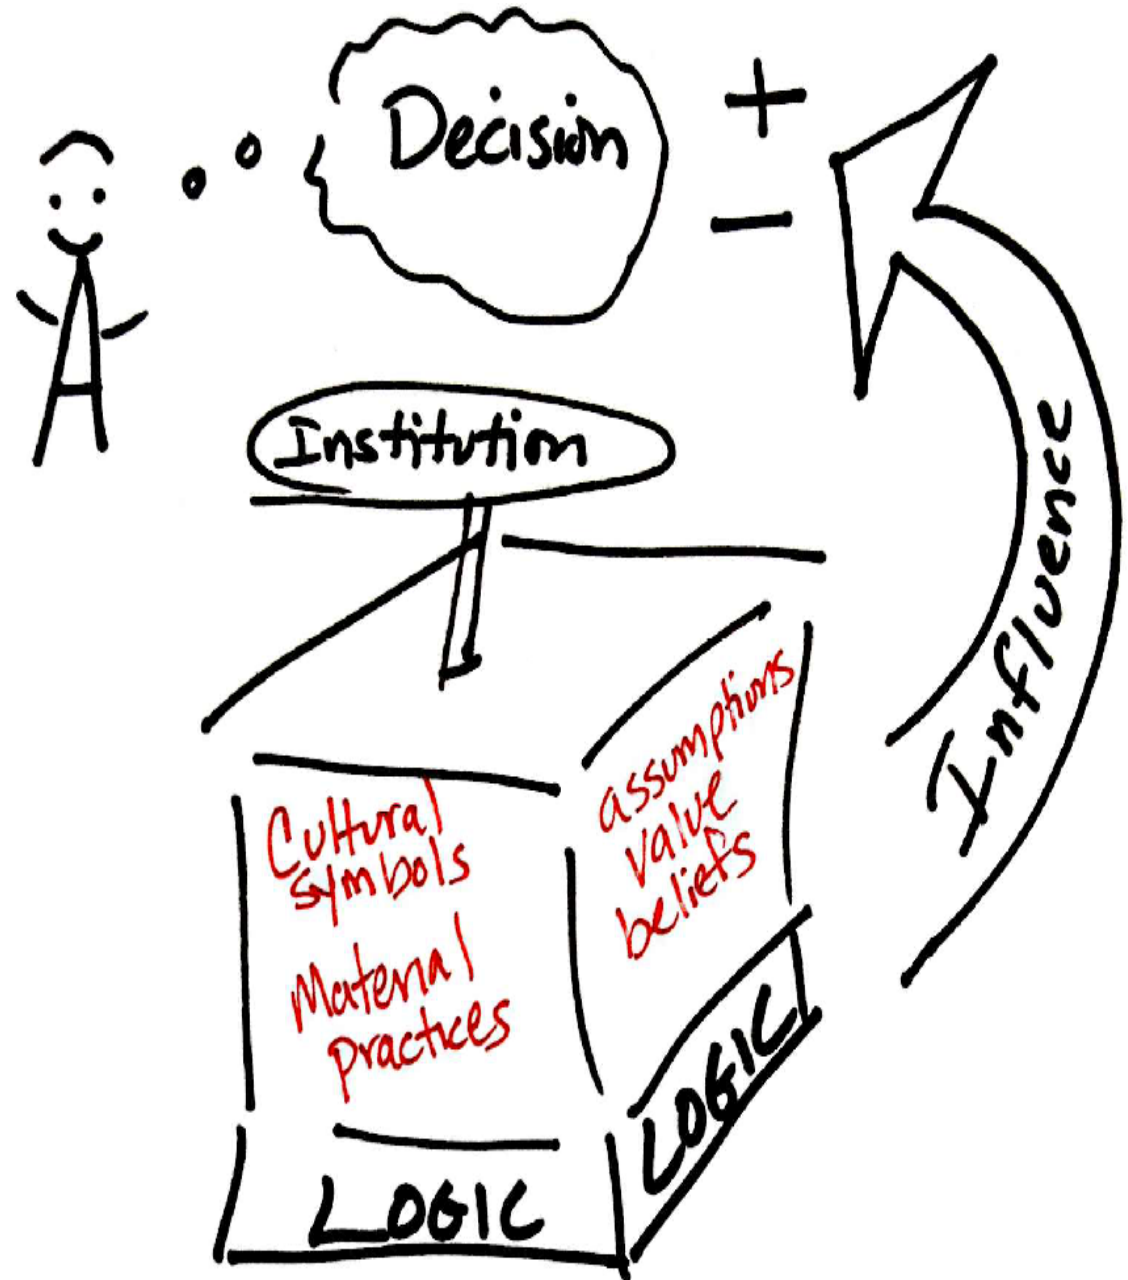 Decision
+
−
Institution
Influence
Cultural
symbols
Material
practices
assumptions
value
beliefs
LOGIC
LOGIC